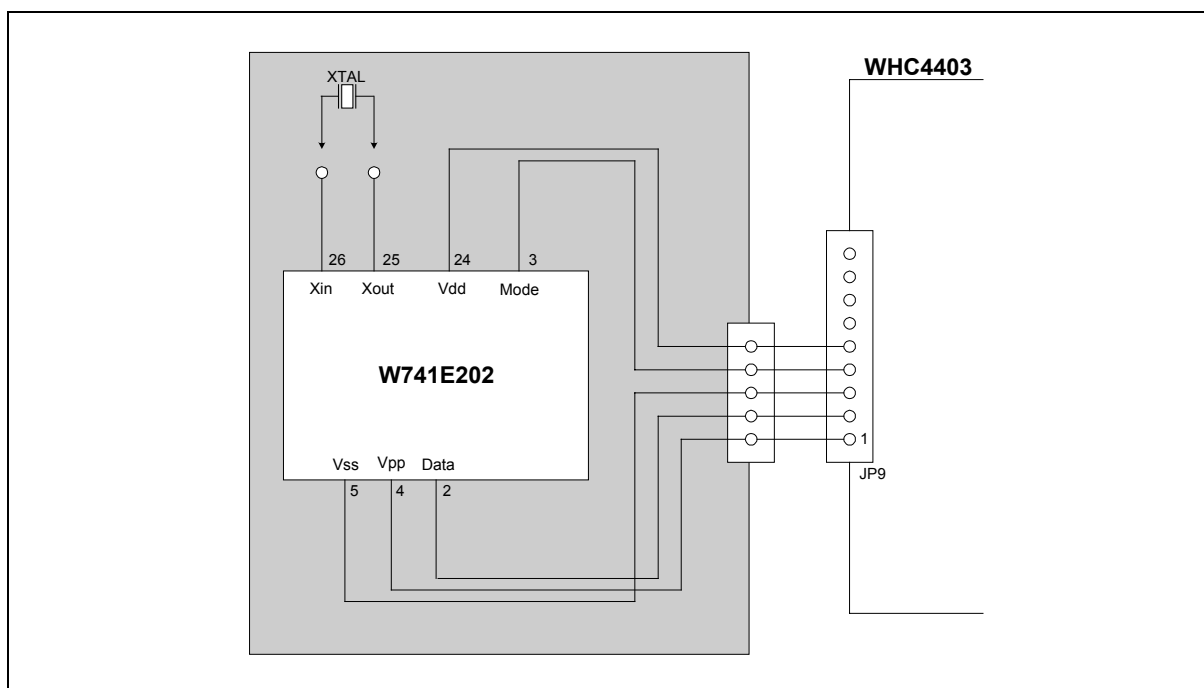 WHC4403
XTAL
26 25 24 3
Xin Xout Vdd Mode
W741E202
1
Vss Vpp Data
JP9
5 4 2